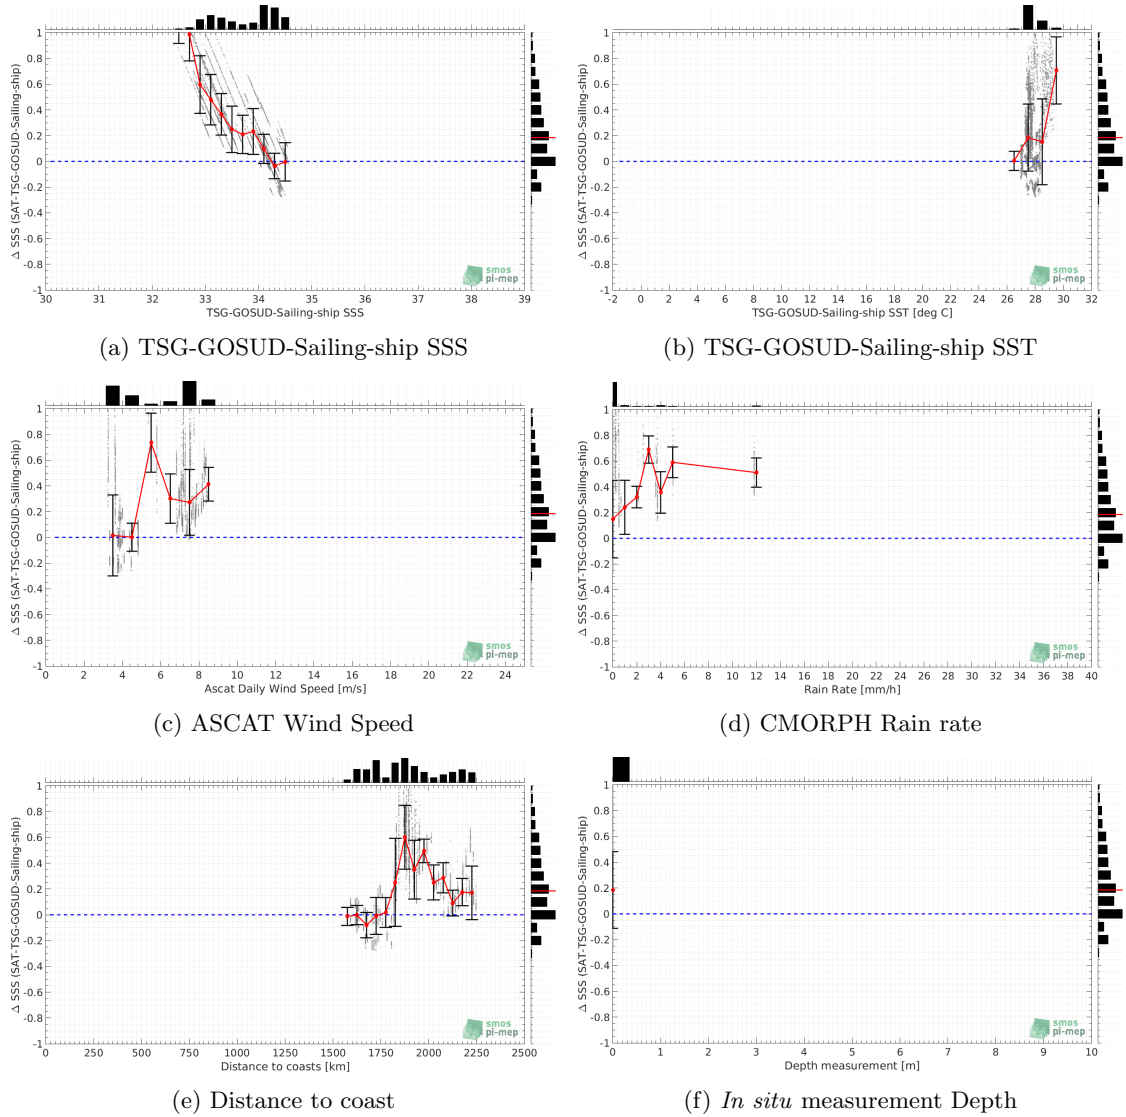 Δ SSS (SAT-TSG-GOSUD-Sailing-ship)
1
0.8
0.6
0.4
0.2
0
-0.2
-0.4
-0.6
-0.8
-1
30 31 32 33 34 35 36 37 38 39
TSG-GOSUD-Sailing-ship SSS
smos
pi-mep
(a) TSG-GOSUD-Sailing-ship SSS
Δ SSS (SAT-TSG-GOSUD-Sailing-ship)
1
0.8
0.6
0.4
0.2
0
-0.2
-0.4
-0.6
-0.8
-1
-2 0 2 4 6 8 10 12 14 16 18 20 22 24 26 28 30 32
TSG-GOSUD-Sailing-ship SST [deg C]
smos
pi-mep
(b) TSG-GOSUD-Sailing-ship SST
Δ SSS (SAT-TSG-GOSUD-Sailing-ship)
1
0.8
0.6
0.4
0.2
0
-0.2
-0.4
-0.6
-0.8
-1
0 2 4 6 8 10 12 14 16 18 20 22 24
Ascat Daily Wind Speed [m/s]
smos
pi-mep
(c) ASCAT Wind Speed
Δ SSS (SAT-TSG-GOSUD-Sailing-ship)
1
0.8
0.6
0.4
0.2
0
-0.2
-0.4
-0.6
-0.8
-1
0 2 4 6 8 10 12 14 16 18 20 22 24 26 28 30 32 34 36 38 40
Rain Rate [mm/h]
smos
pi-mep
(d) CMORPH Rain rate
Δ SSS (SAT-TSG-GOSUD-Sailing-ship)
1
0.8
0.6
0.4
0.2
0
-0.2
-0.4
-0.6
-0.8
-1
0 250 500 750 1000 1250 1500 1750 2000 2250 2500
Distance to coasts [km]
smos
pi-mep
(e) Distance to coast
Δ SSS (SAT-TSG-GOSUD-Sailing-ship)
1
0.8
0.6
0.4
0.2
0
-0.2
-0.4
-0.6
-0.8
-1
0 1 2 3 4 5 6 7 8 9 10
Depth measurement [m]
smos
pi-mep
(f) In situ measurement Depth